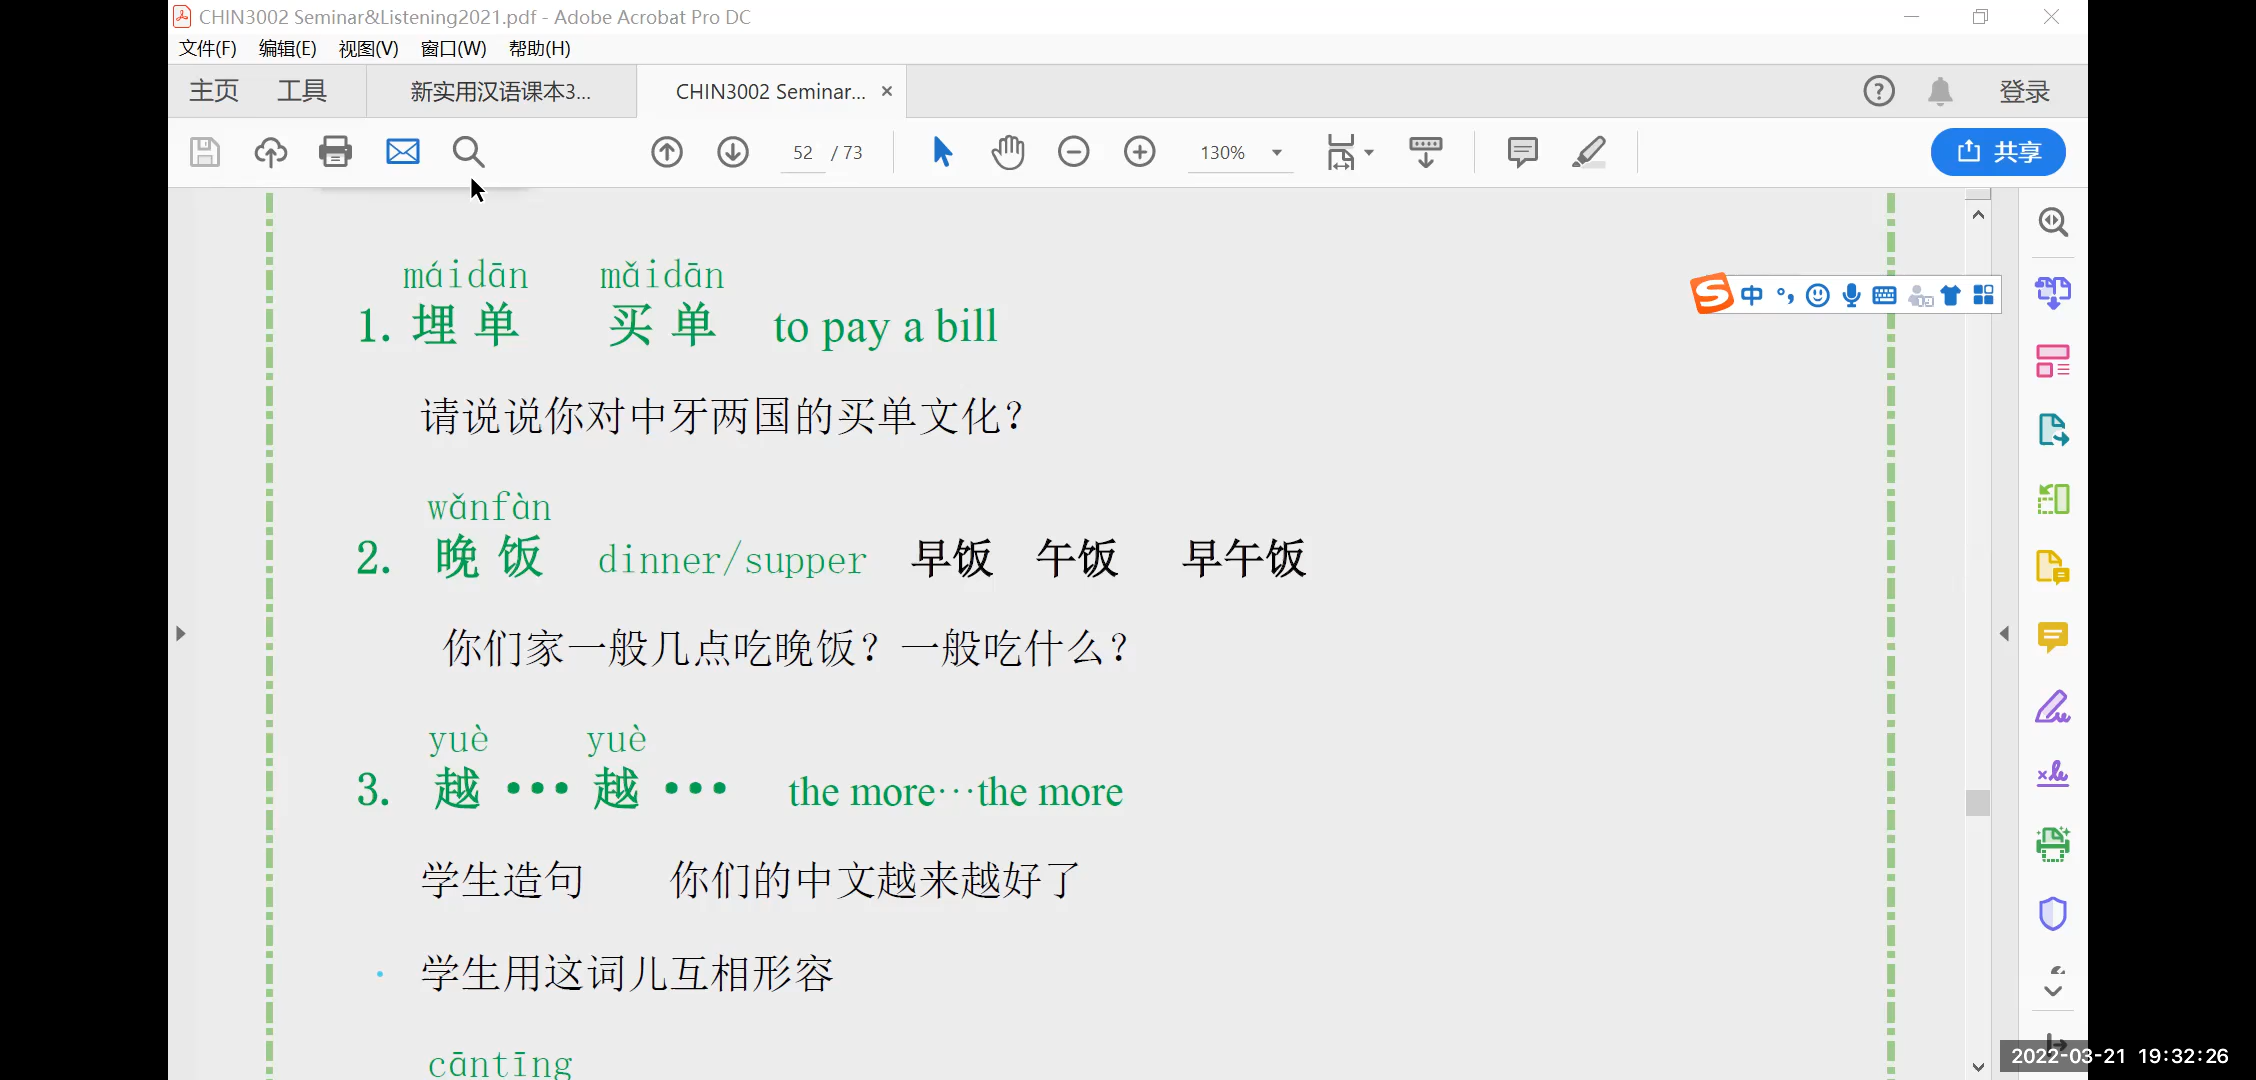 CHIN3002 Seminar&Listening2021.pdf - Adobe Acrobat Pro DC
文件(F) 编辑(E) 视图(V) 窗口(W) 帮助(H)
主页 工具 新实用汉语课本3... CHIN3002 Seminar... 登录
52 / 73 130% 共享
máidān mǎidān
1. 埋单 买单 to pay a bill
中
请说说你对中牙两国的买单文化？
wǎnfàn
2. 晚饭 dinner/supper 早饭 午饭 早午饭
你们家一般几点吃晚饭？一般吃什么？
yuè yuè
3. 越 ··· 越 ··· the more···the more
学生造句 你们的中文越来越好了
学生用这词儿互相形容
cāntīng
2022-03-21 19:32:26